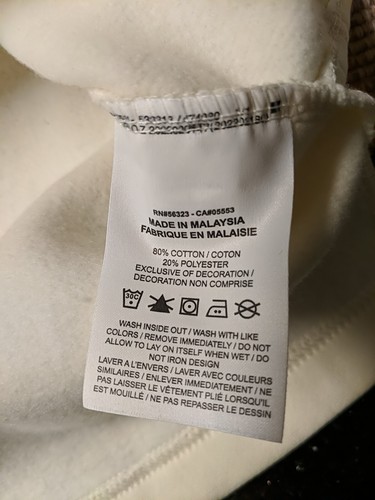 RN#56323 - CA#05553
MADE IN MALAYSIA
FABRIQUE EN MALAISIE
80% COTTON / COTON
20% POLYESTER
EXCLUSIVE OF DECORATION /
DECORATION NON COMPRISE
30C
WASH INSIDE OUT / WASH WITH LIKE
COLORS / REMOVE IMMEDIATELY / DO NOT
ALLOW TO LAY ON ITSELF WHEN WET / DO
NOT IRON DESIGN
LAVER A L'ENVERS / LAVER AVEC COULEURS
SIMILAIRES / ENLEVER IMMEDIATEMENT / NE
PAS LAISSER LE VÊTEMENT PLIÉ LORSQU'IL
EST MOUILLÉ / NE PAS REPASSER LE DESSIN